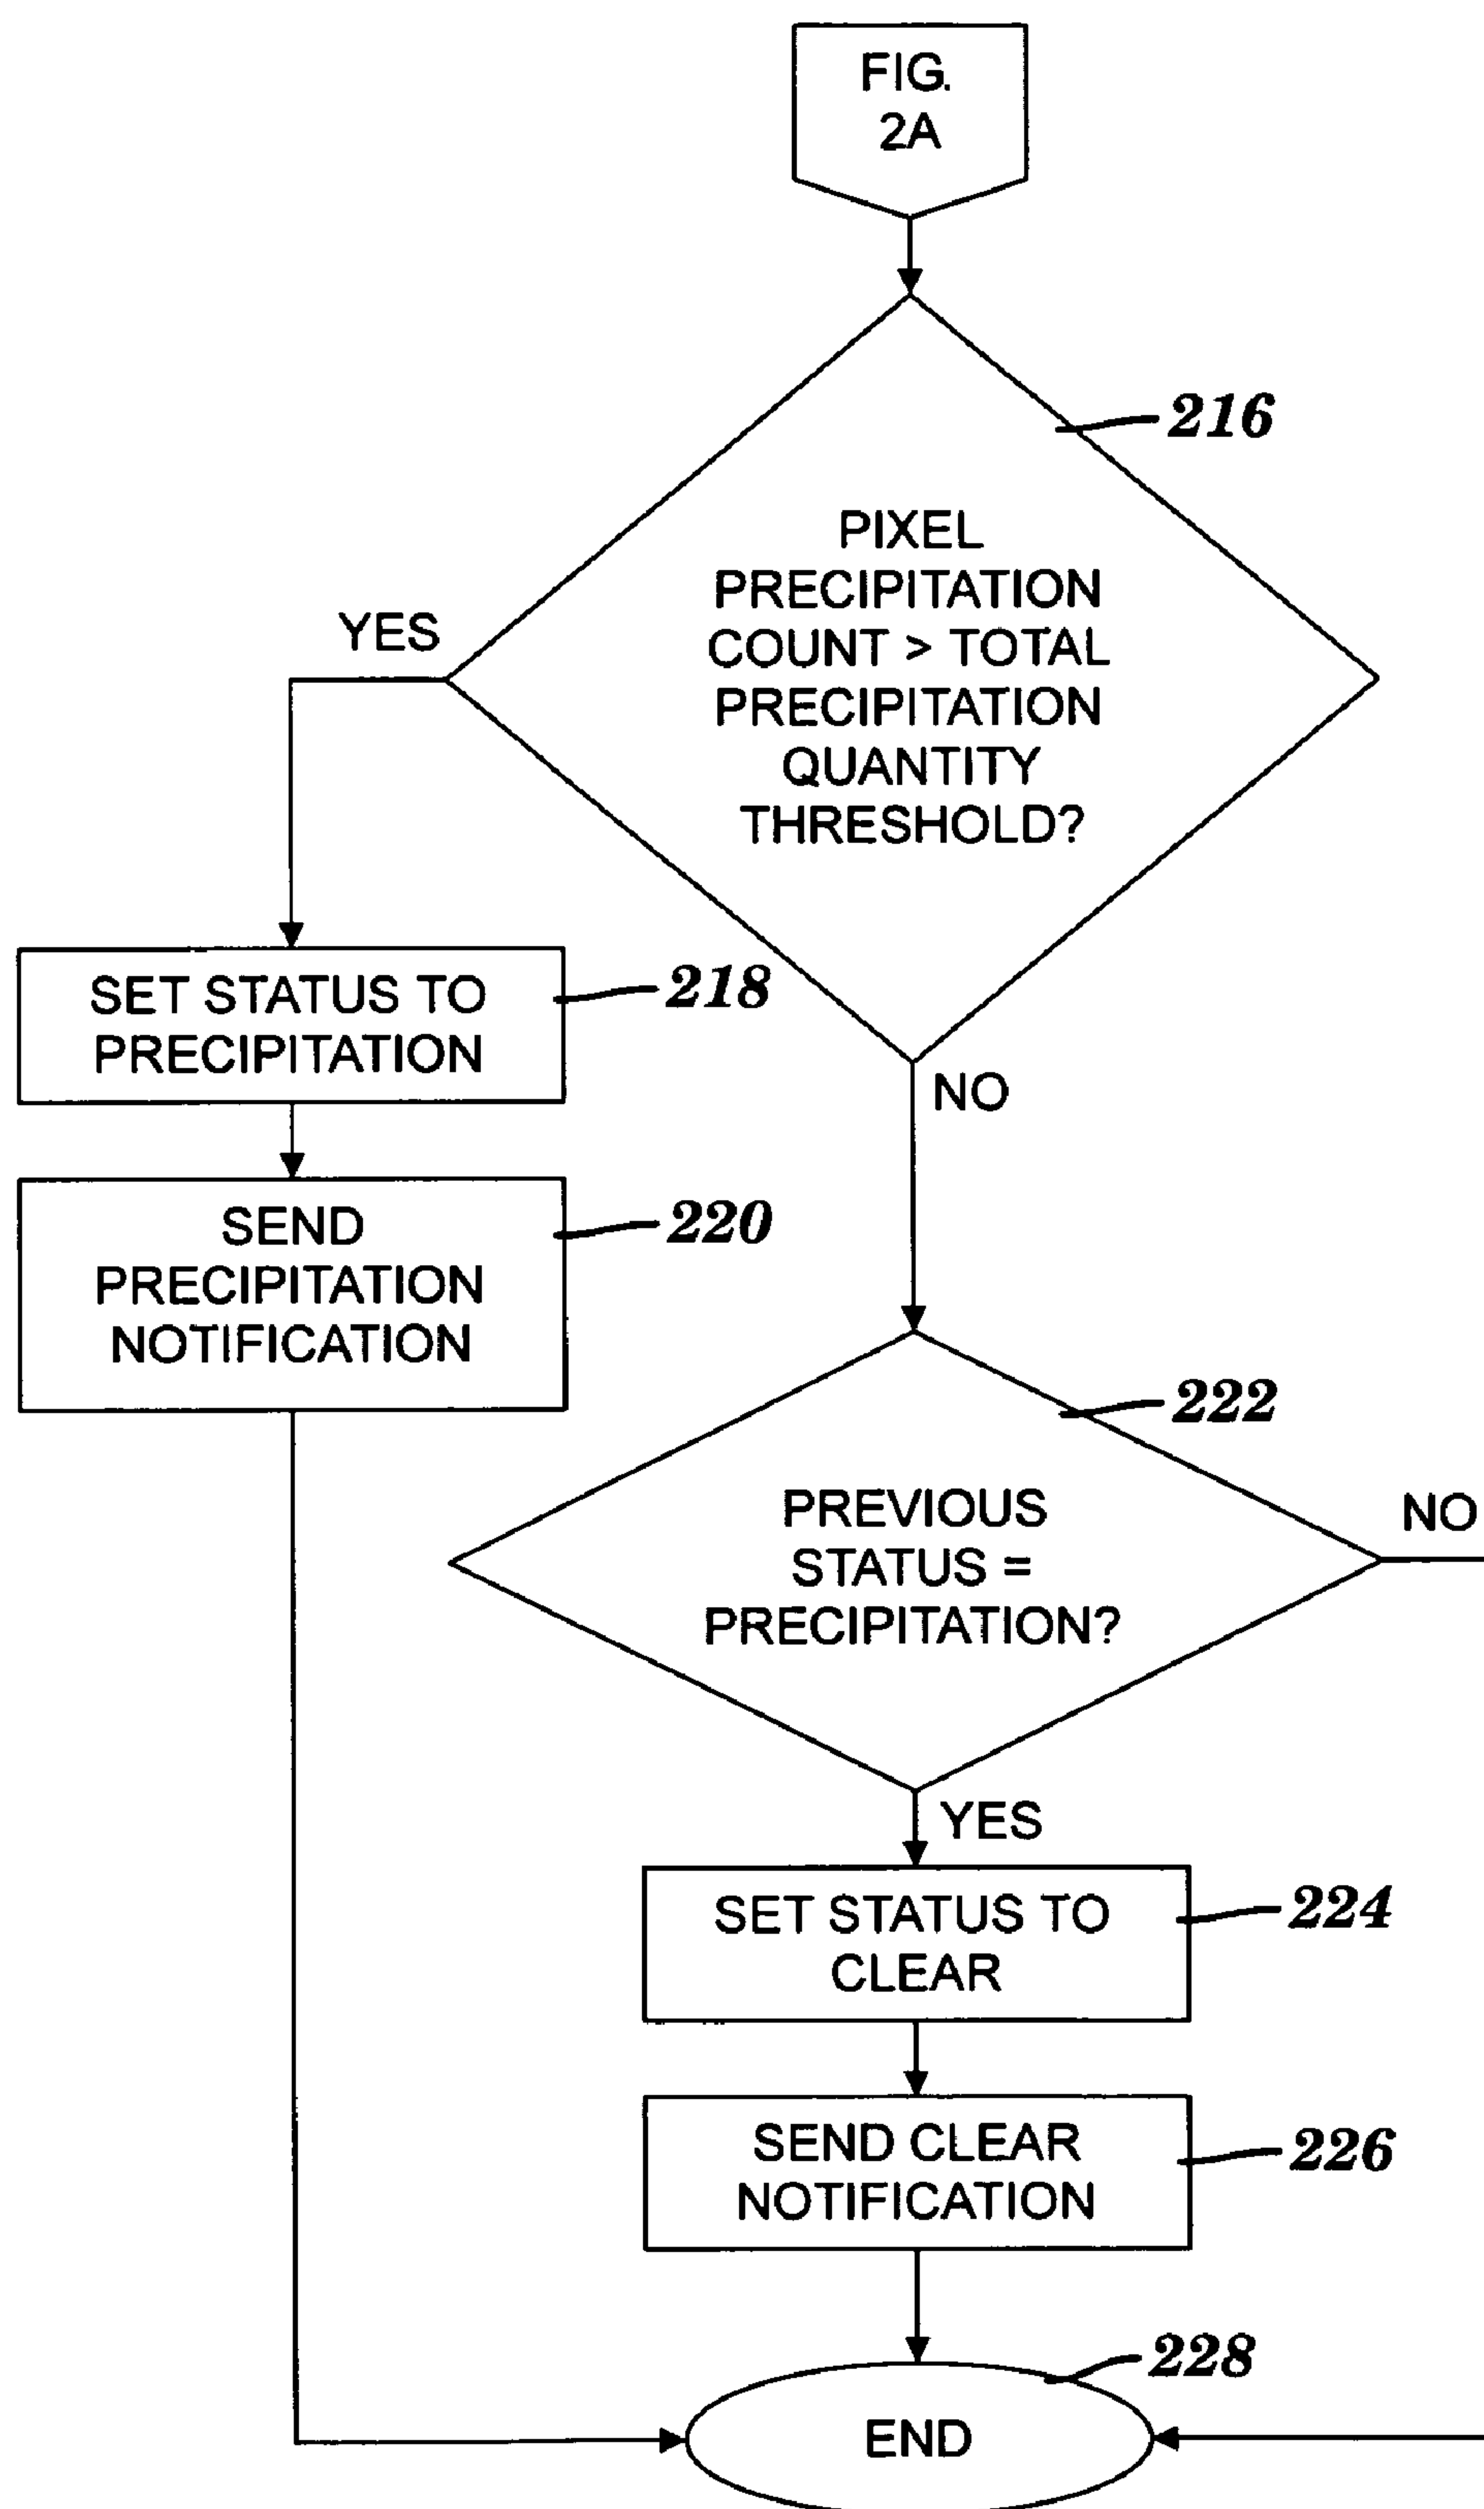 FIG.
2A
216
PIXEL
PRECIPITATION
COUNT > TOTAL
PRECIPITATION
QUANTITY
THRESHOLD?
YES
SET STATUS TO
PRECIPITATION
218
NO
SEND
PRECIPITATION
NOTIFICATION
220
222
PREVIOUS
STATUS =
PRECIPITATION?
NO
YES
SET STATUS TO
CLEAR
224
SEND CLEAR
NOTIFICATION
226
228
END